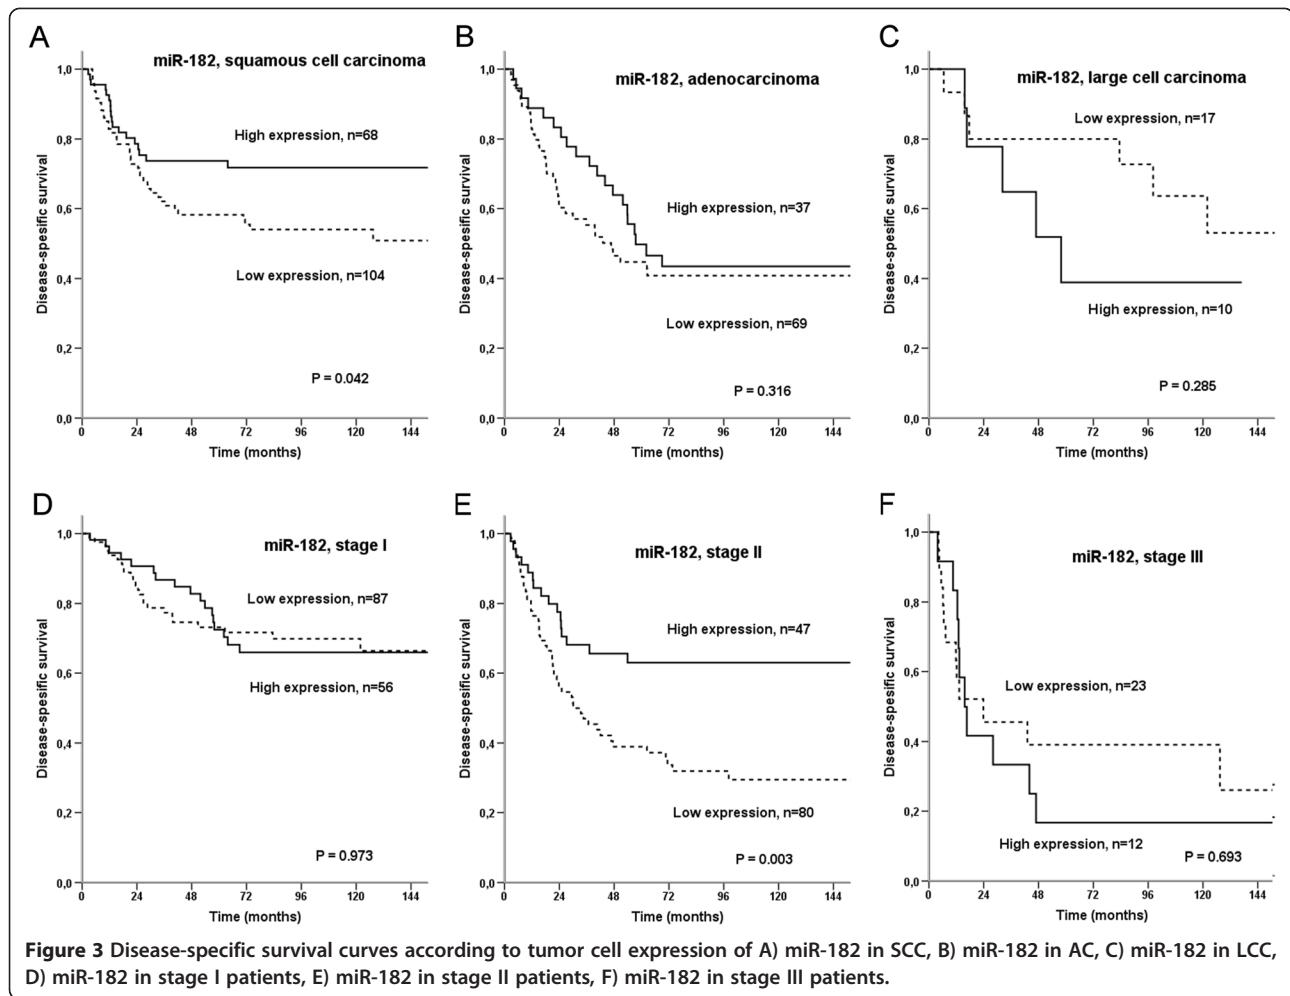 A
miR-182, squamous cell carcinoma
1,0
0,8
0,6
0,4
0,2
0,0
Disease-spesific survival
High expression, n=68
Low expression, n=104
P = 0.042
0 24 48 72 96 120 144
Time (months)
B
miR-182, adenocarcinoma
1,0
0,8
0,6
0,4
0,2
0,0
Disease-spesific survival
High expression, n=37
Low expression, n=69
P = 0.316
0 24 48 72 96 120 144
Time (months)
C
miR-182, large cell carcinoma
1,0
0,8
0,6
0,4
0,2
0,0
Disease-spesific survival
Low expression, n=17
High expression, n=10
P = 0.285
0 24 48 72 96 120 144
Time (months)
D
miR-182, stage I
1,0
0,8
0,6
0,4
0,2
0,0
Disease-spesific survival
Low expression, n=87
High expression, n=56
P = 0.973
0 24 48 72 96 120 144
Time (months)
E
miR-182, stage II
1,0
0,8
0,6
0,4
0,2
0,0
Disease-spesific survival
High expression, n=47
Low expression, n=80
P = 0.003
0 24 48 72 96 120 144
Time (months)
F
miR-182, stage III
1,0
0,8
0,6
0,4
0,2
0,0
Disease-spesific survival
Low expression, n=23
High expression, n=12
P = 0.693
0 24 48 72 96 120 144
Time (months)
Figure 3 Disease-specific survival curves according to tumor cell expression of A) miR-182 in SCC, B) miR-182 in AC, C) miR-182 in LCC,
D) miR-182 in stage I patients, E) miR-182 in stage II patients, F) miR-182 in stage III patients.